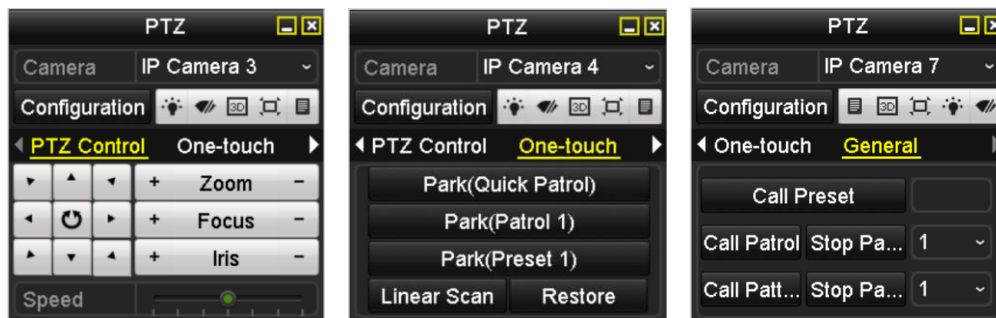 PTZ
Camera IP Camera 3
Configuration 3D
PTZ Control One-touch
+ Zoom -
+ Focus -
+ Iris -
Speed
PTZ
Camera IP Camera 4
Configuration 3D
PTZ Control One-touch
Park(Quick Patrol)
Park(Patrol 1)
Park(Preset 1)
Linear Scan Restore
PTZ
Camera IP Camera 7
Configuration 3D
One-touch General
Call Preset
Call Patrol Stop Pa... 1
Call Patt... Stop Pa... 1